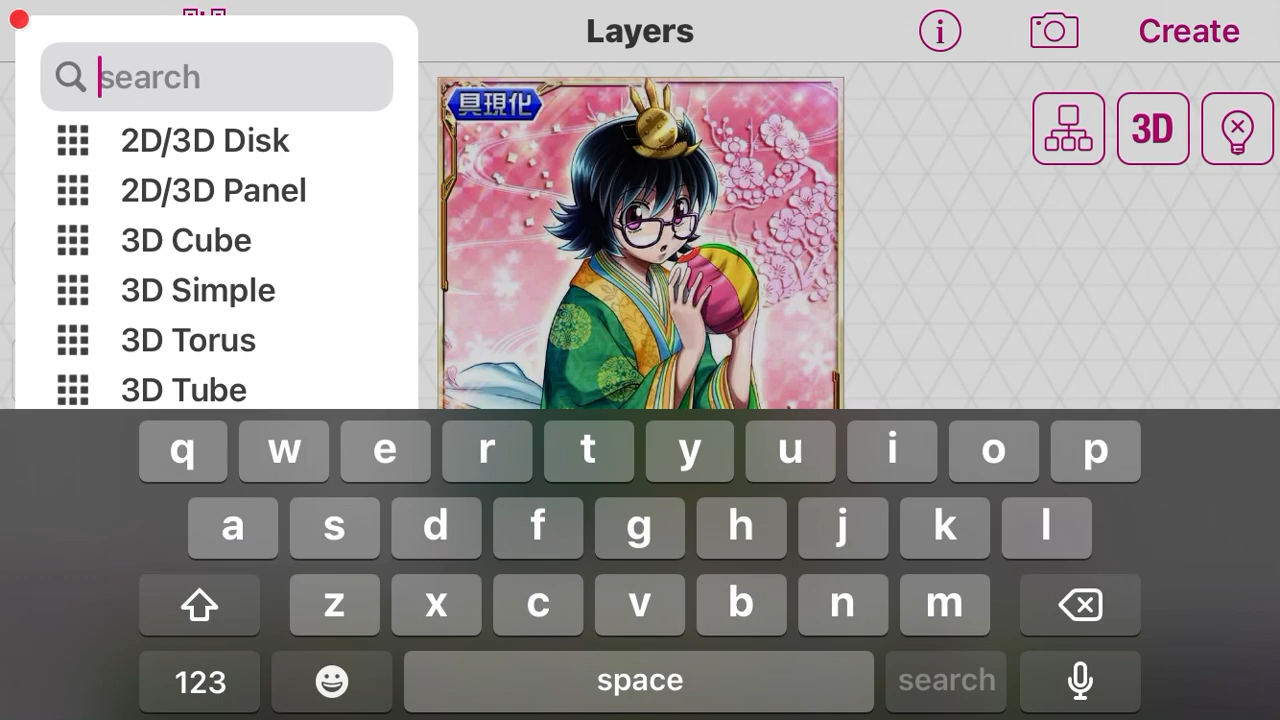 Layers
Create
search
2D/3D Disk
2D/3D Panel
3D Cube
3D Simple
3D Torus
3D Tube
具現化
3D
q w e r t y u i o p
a s d f g h j k l
z x c v b n m
123 space search